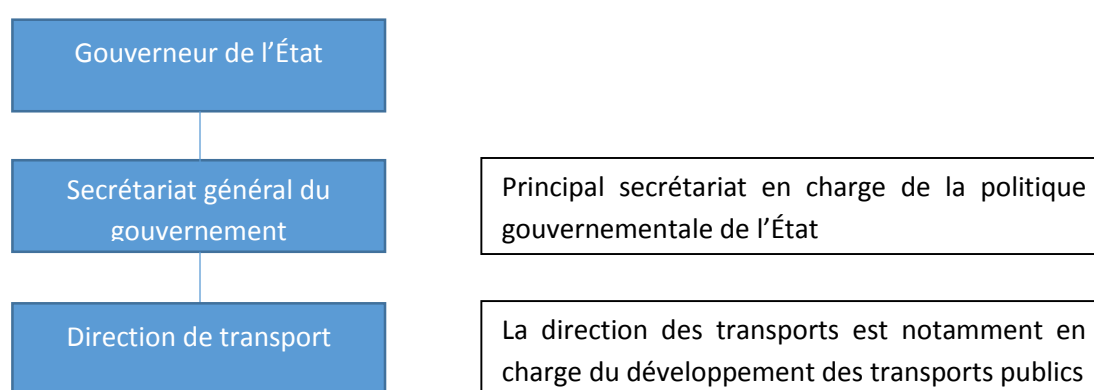 Gouverneur de l’État
Secrétariat général du
gouvernement
Principal secrétariat en charge de la politique
gouvernementale de l’État
Direction de transport
La direction des transports est notamment en
charge du développement des transports publics